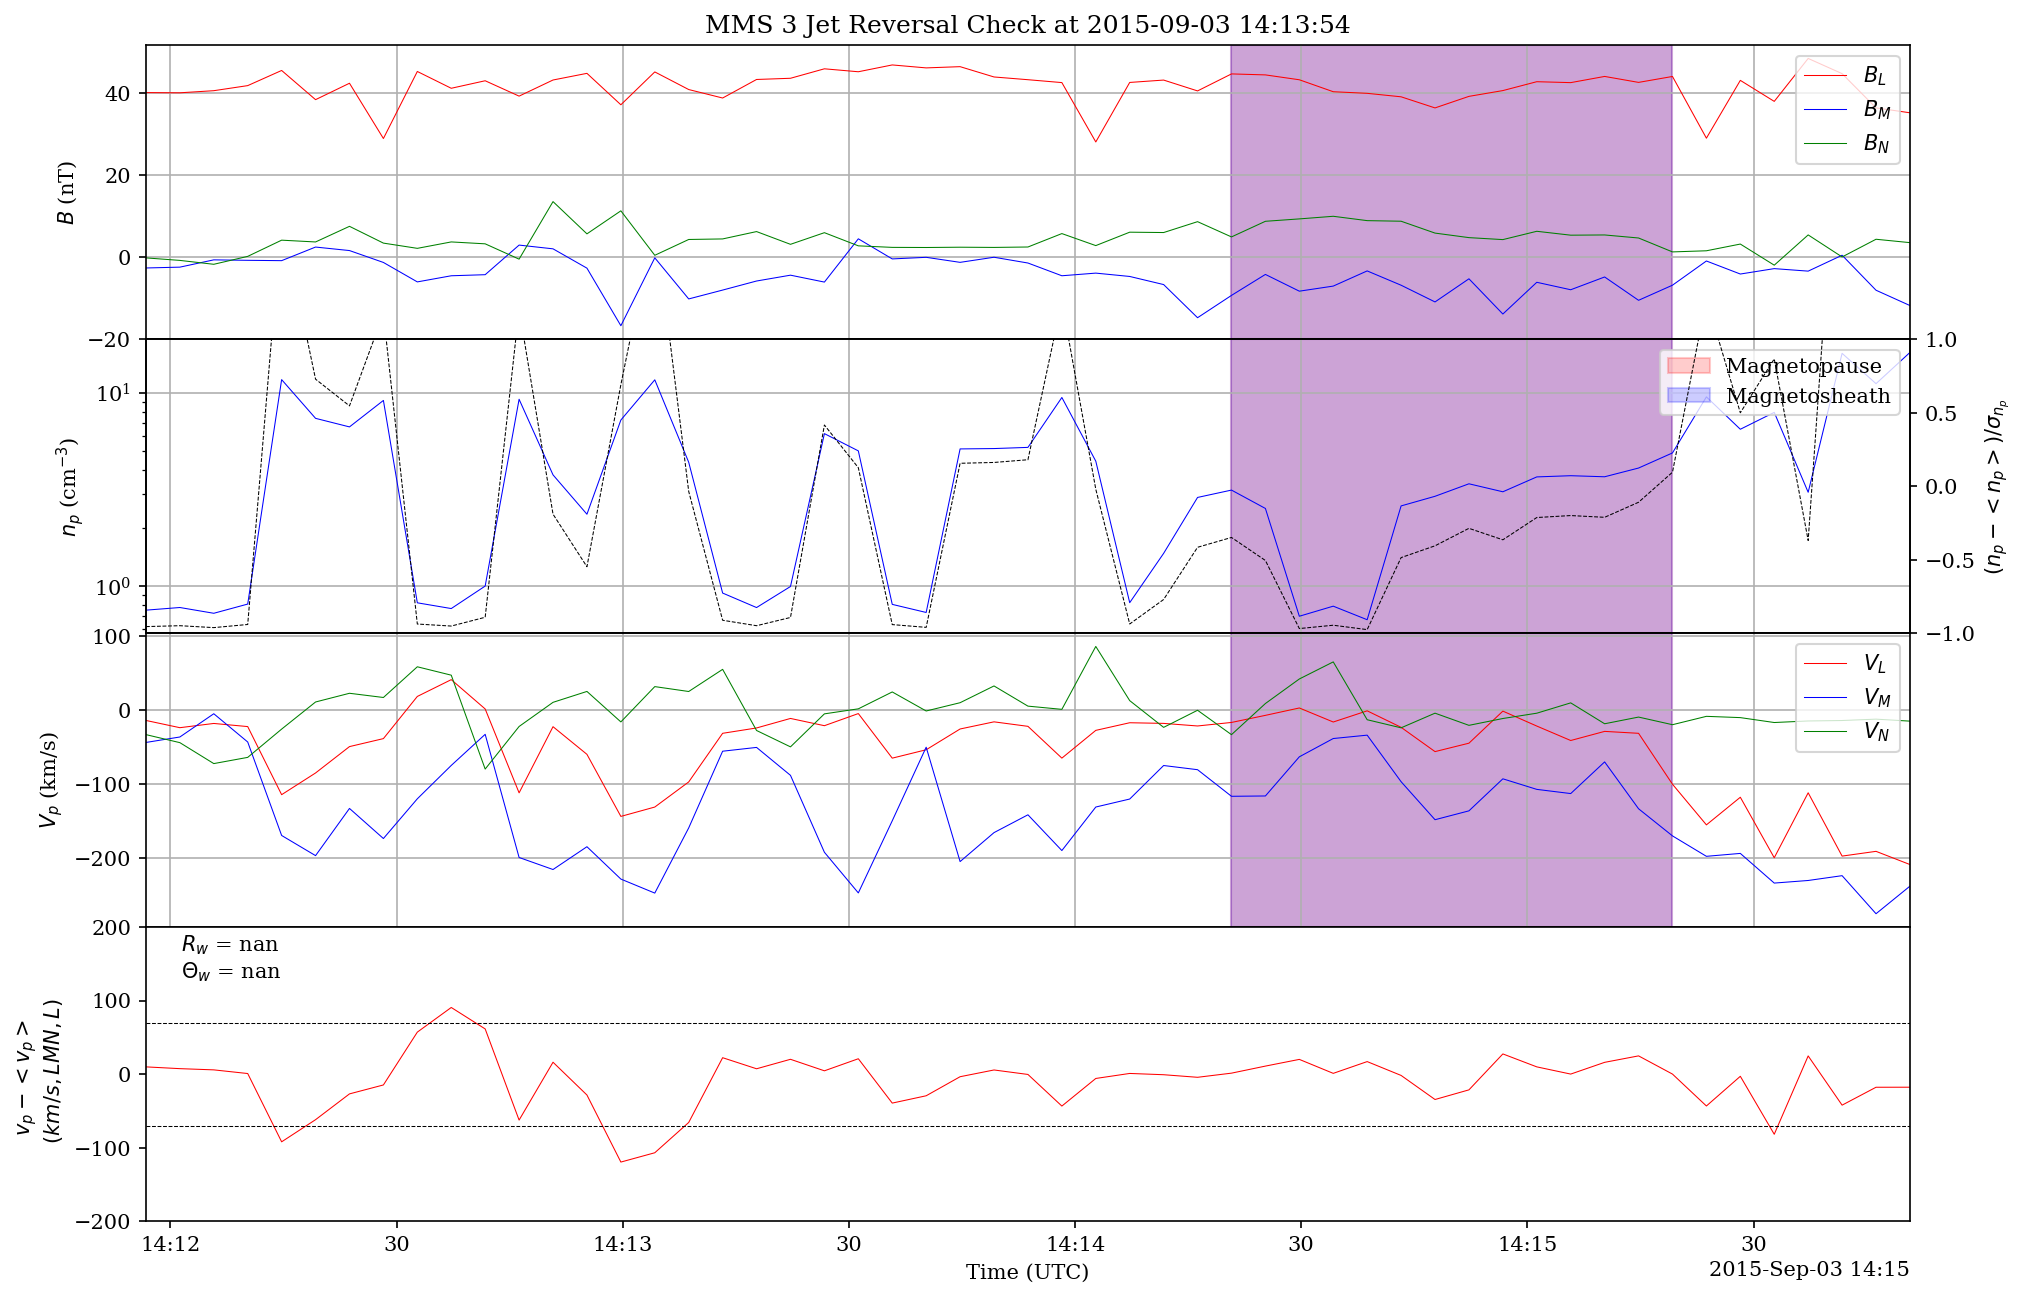 MMS 3 Jet Reversal Check at 2015-09-03 14:13:54
B (nT)
40
20
0
−20
B_L
B_M
B_N
n_p (cm^−3)
10^1
10^0
Magnetopause
Magnetosheath
1.0
0.5
0.0
−0.5
−1.0
(n_p − < n_p >)/σ_{n_p}
V_p (km/s)
100
0
−100
−200
V_L
V_M
V_N
v_p − < v_p >
(km/s, LMN, L)
200
100
0
−100
−200
R_w = nan
Θ_w = nan
14:12
30
14:13
30
14:14
30
14:15
30
Time (UTC)
2015-Sep-03 14:15